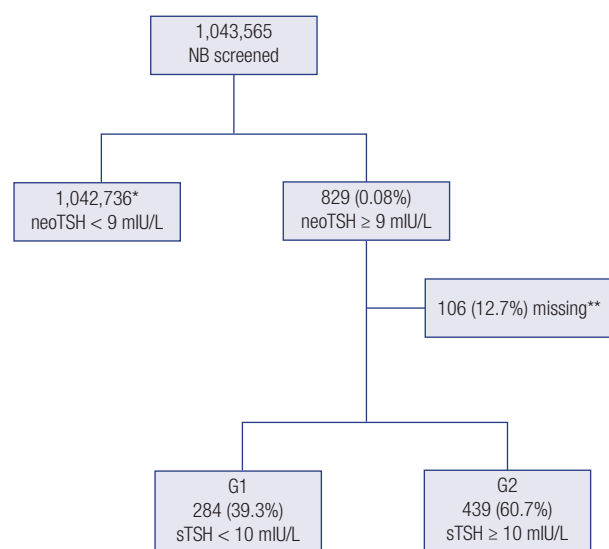 1,043,565
NB screened
1,042,736*
neoTSH < 9 mIU/L
829 (0.08%)
neoTSH ≥ 9 mIU/L
106 (12.7%) missing**
G1
284 (39.3%)
sTSH < 10 mIU/L
G2
439 (60.7%)
sTSH ≥ 10 mIU/L